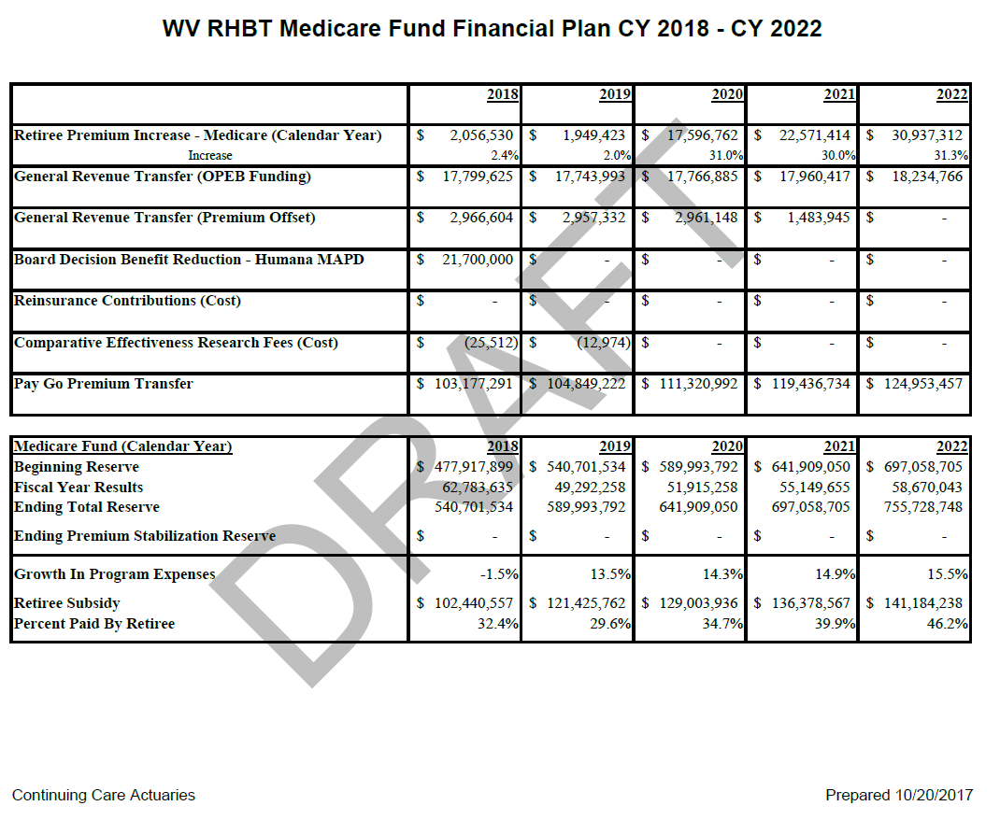 WV RHBT Medicare Fund Financial Plan CY 2018 - CY 2022
2018 2019 2020 2021 2022
Retiree Premium Increase - Medicare (Calendar Year) $ 2,056,530 $ 1,949,423 $ 17,596,762 $ 22,571,414 $ 30,937,312
Increase 2.4% 2.0% 31.0% 30.0% 31.3%
General Revenue Transfer (OPEB Funding) $ 17,799,625 $ 17,743,993 $ 17,766,885 $ 17,960,417 $ 18,234,766
General Revenue Transfer (Premium Offset) $ 2,966,604 $ 2,957,332 $ 2,961,148 $ 1,483,945 $ -
Board Decision Benefit Reduction - Humana MAPD $ 21,700,000 $ - $ - $ - $ -
Reinsurance Contributions (Cost) $ - $ - $ - $ - $ -
Comparative Effectiveness Research Fees (Cost) $ (25,512) $ (12,974) $ - $ - $ -
Pay Go Premium Transfer $ 103,177,291 $ 104,849,222 $ 111,320,992 $ 119,436,734 $ 124,953,457
Medicare Fund (Calendar Year) 2018 2019 2020 2021 2022
Beginning Reserve $ 477,917,899 $ 540,701,534 $ 589,993,792 $ 641,909,050 $ 697,058,705
Fiscal Year Results 62,783,635 49,292,258 51,915,258 55,149,655 58,670,043
Ending Total Reserve 540,701,534 589,993,792 641,909,050 697,058,705 755,728,748
Ending Premium Stabilization Reserve $ - $ - $ - $ - $ -
Growth In Program Expenses -1.5% 13.5% 14.3% 14.9% 15.5%
Retiree Subsidy $ 102,440,557 $ 121,425,762 $ 129,003,936 $ 136,378,567 $ 141,184,238
Percent Paid By Retiree 32.4% 29.6% 34.7% 39.9% 46.2%
DRAFT
Continuing Care Actuaries Prepared 10/20/2017